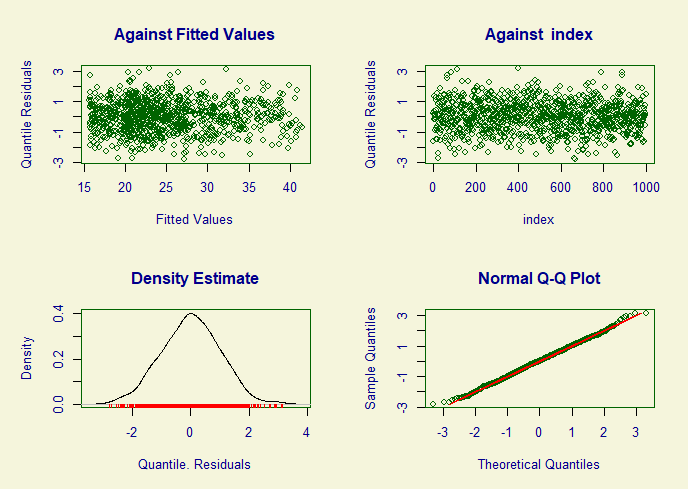 Against Fitted Values
Quantile Residuals
3
1
-1
-3
15 20 25 30 35 40
Fitted Values
Against  index
Quantile Residuals
3
1
-1
-3
0 200 400 600 800 1000
index
Density Estimate
Density
0.4
0.2
0.0
-2 0 2 4
Quantile. Residuals
Normal Q-Q Plot
Sample Quantiles
3
1
-1
-3
-3 -2 -1 0 1 2 3
Theoretical Quantiles